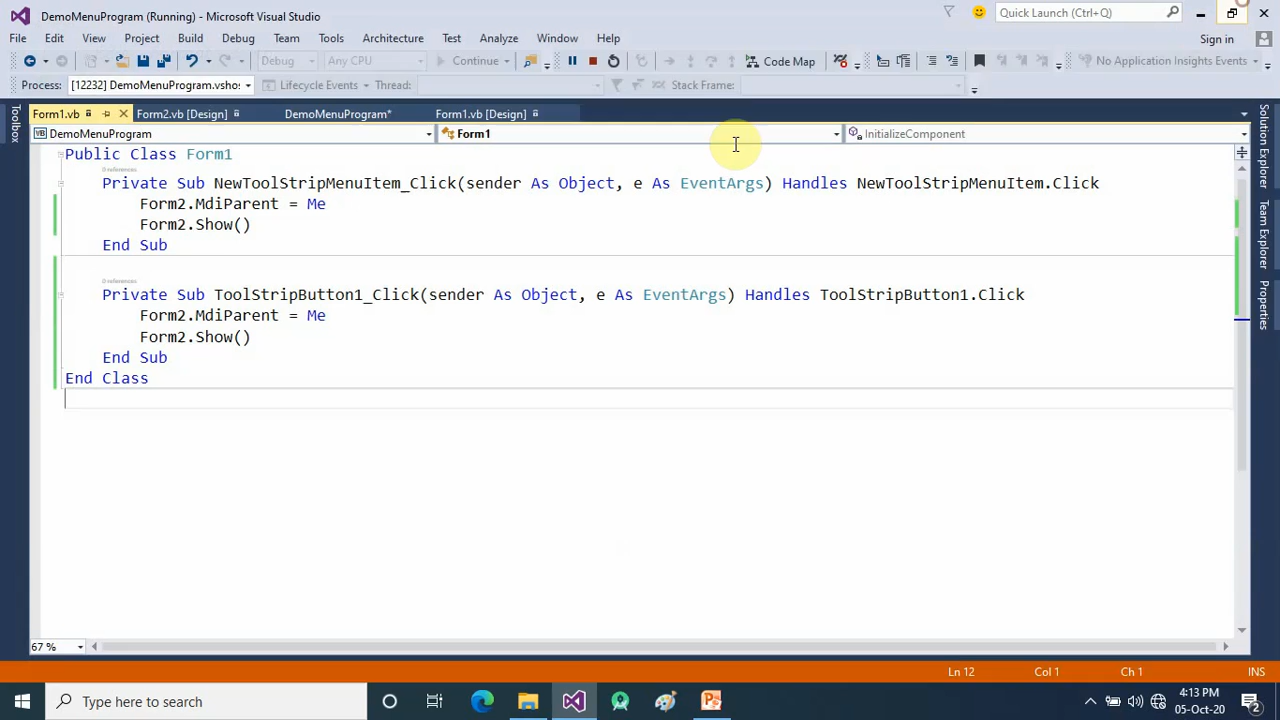 DemoMenuProgram (Running) - Microsoft Visual Studio
Quick Launch (Ctrl+Q)
File Edit View Project Build Debug Team Tools Architecture Test Analyze Window Help
Sign in
Debug Any CPU Continue Code Map No Application Insights Events
Process: [12232] DemoMenuProgram.vshos Lifecycle Events Thread: Stack Frame:
Form1.vb Form2.vb [Design] DemoMenuProgram* Form1.vb [Design]
DemoMenuProgram Form1 InitializeComponent
Toolbox
Solution Explorer
Team Explorer
Properties
Public Class Form1
0 references
Private Sub NewToolStripMenuItem_Click(sender As Object, e As EventArgs) Handles NewToolStripMenuItem.Click
Form2.MdiParent = Me
Form2.Show()
End Sub
0 references
Private Sub ToolStripButton1_Click(sender As Object, e As EventArgs) Handles ToolStripButton1.Click
Form2.MdiParent = Me
Form2.Show()
End Sub
End Class
67 %
Ln 12 Col 1 Ch 1 INS
Type here to search
4:13 PM
05-Oct-20
2